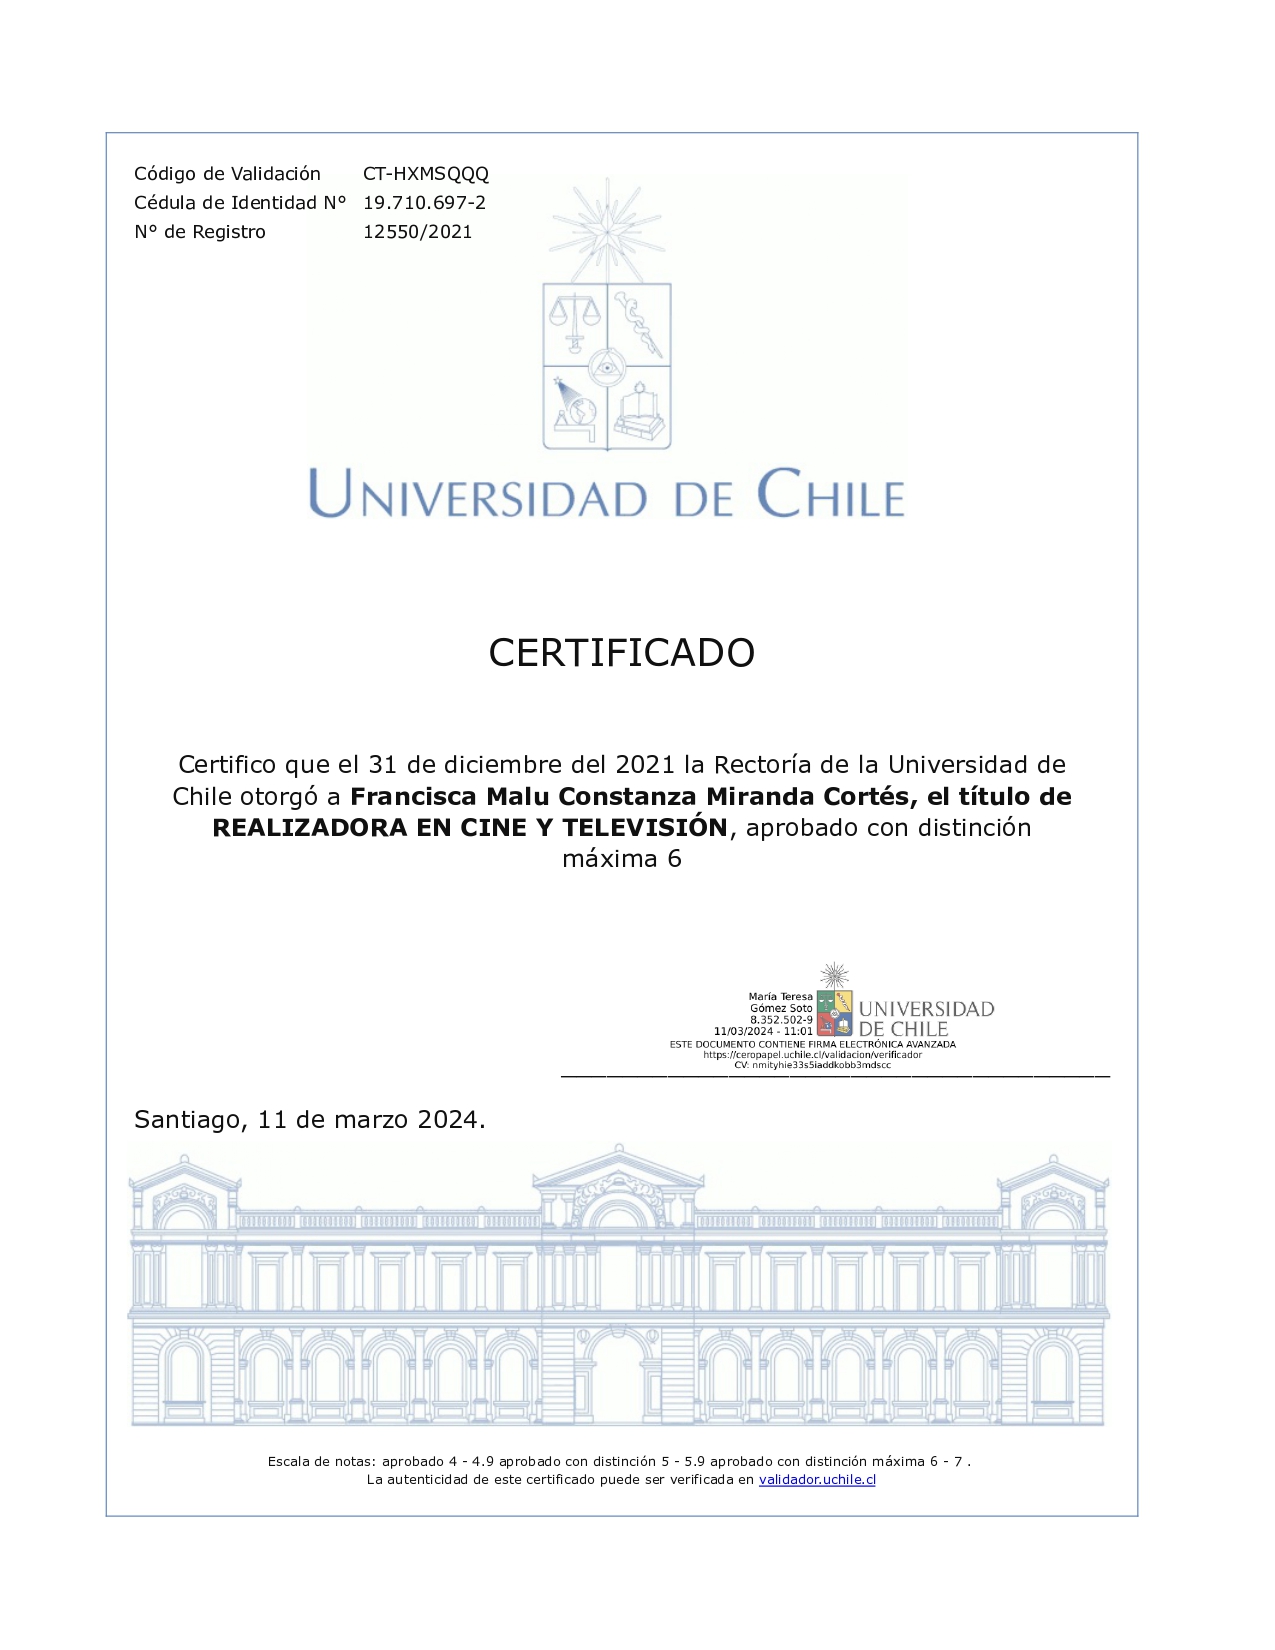 Código de Validación CT-HXMSQQQ
Cédula de Identidad N° 19.710.697-2
N° de Registro 12550/2021
UNIVERSIDAD DE CHILE
CERTIFICADO
Certifico que el 31 de diciembre del 2021 la Rectoría de la Universidad de
Chile otorgó a Francisca Malu Constanza Miranda Cortés, el título de
REALIZADORA EN CINE Y TELEVISIÓN, aprobado con distinción
máxima 6
María Teresa
Gómez Soto
8.352.502-9
11/03/2024 - 11:01
UNIVERSIDAD
DE CHILE
ESTE DOCUMENTO CONTIENE FIRMA ELECTRÓNICA AVANZADA
https://ceropapel.uchile.cl/validacion/verificador
CV: nmityhie33s5iaddkobb3mdscc
Santiago, 11 de marzo 2024.
Escala de notas: aprobado 4 - 4.9 aprobado con distinción 5 - 5.9 aprobado con distinción máxima 6 - 7 .
La autenticidad de este certificado puede ser verificada en validador.uchile.cl